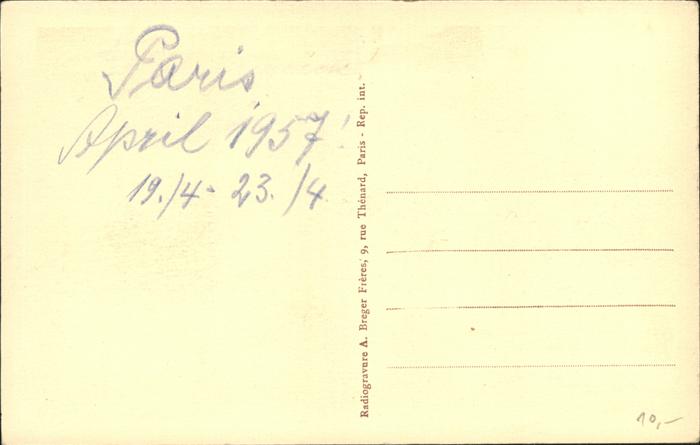 Paris
April 1957!
19./4 - 23./4
Radiogravure A. Breger Frères, 9, rue Thénard, Paris - Rep. int.
10,-